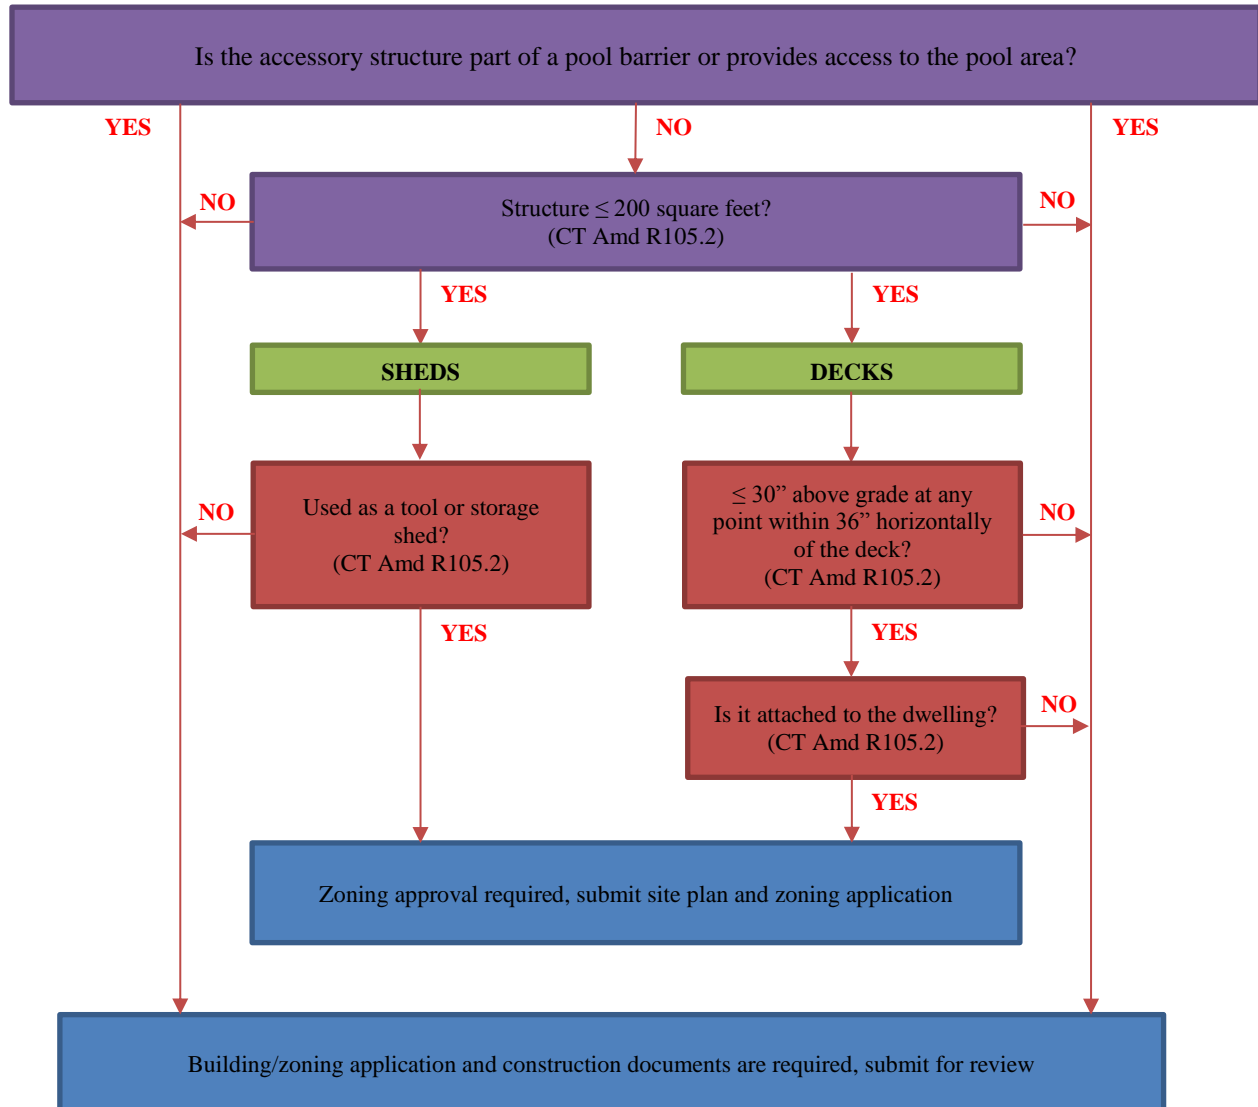 Is the accessory structure part of a pool barrier or provides access to the pool area?
YES
NO
YES
NO
Structure ≤ 200 square feet?
(CT Amd R105.2)
NO
YES
YES
SHEDS
DECKS
NO
Used as a tool or storage
shed?
(CT Amd R105.2)
≤ 30” above grade at any
point within 36” horizontally
of the deck?
(CT Amd R105.2)
NO
YES
YES
Is it attached to the dwelling?
(CT Amd R105.2)
NO
YES
Zoning approval required, submit site plan and zoning application
Building/zoning application and construction documents are required, submit for review